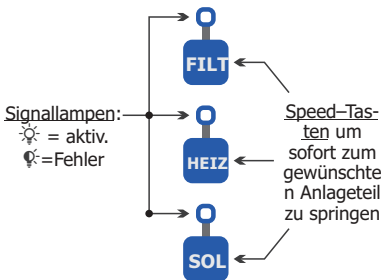 FILT
Signallampen:
= aktiv.
=Fehler
HEIZ
SOL
Speed–Tas-
ten um
sofort zum
gewünschte
n Anlageteil
zu springen